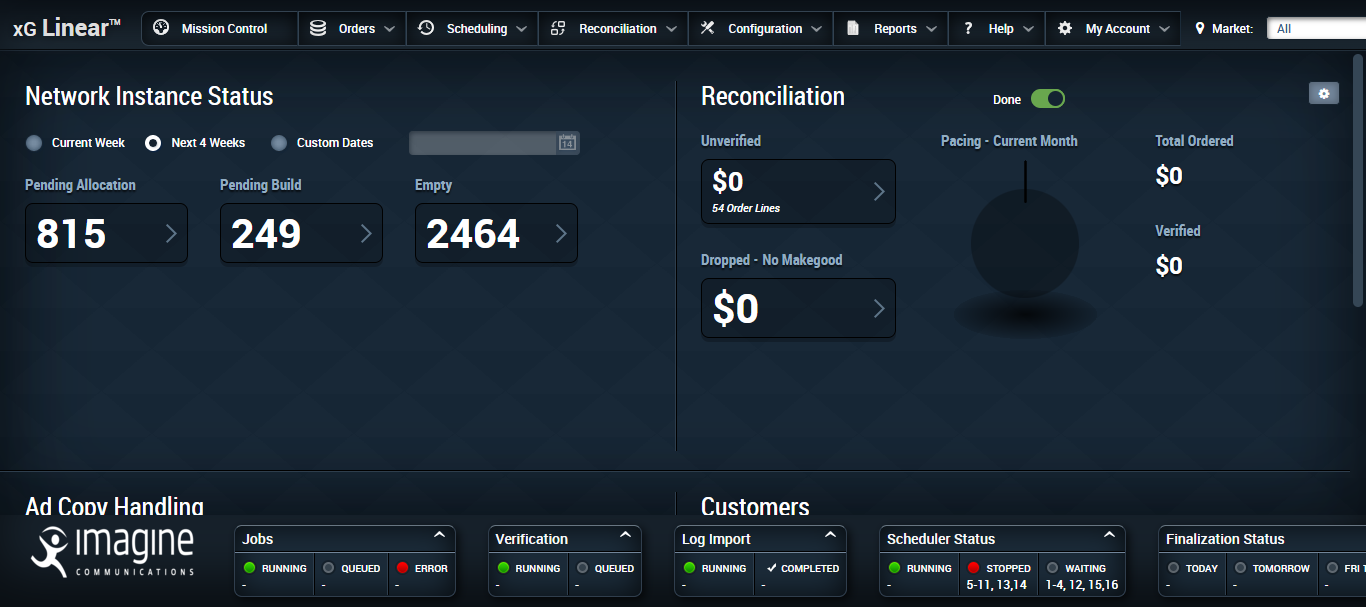 xG Linear™
Mission Control
Orders
Scheduling
Reconciliation
Configuration
Reports
? Help
My Account
Market:
All
Network Instance Status
Current Week
Next 4 Weeks
Custom Dates
14
Pending Allocation
Pending Build
Empty
815
249
2464
Reconciliation
Done
Unverified
$0
54 Order Lines
Dropped - No Makegood
$0
Pacing - Current Month
Total Ordered
$0
Verified
$0
Ad Copy Handling
Customers
imagine
COMMUNICATIONS
Jobs
RUNNING
-
QUEUED
-
ERROR
-
Verification
RUNNING
-
QUEUED
-
Log Import
RUNNING
-
COMPLETED
-
Scheduler Status
RUNNING
-
STOPPED
5-11, 13,14
WAITING
1-4, 12, 15,16
Finalization Status
TODAY
-
TOMORROW
-
FRI
-